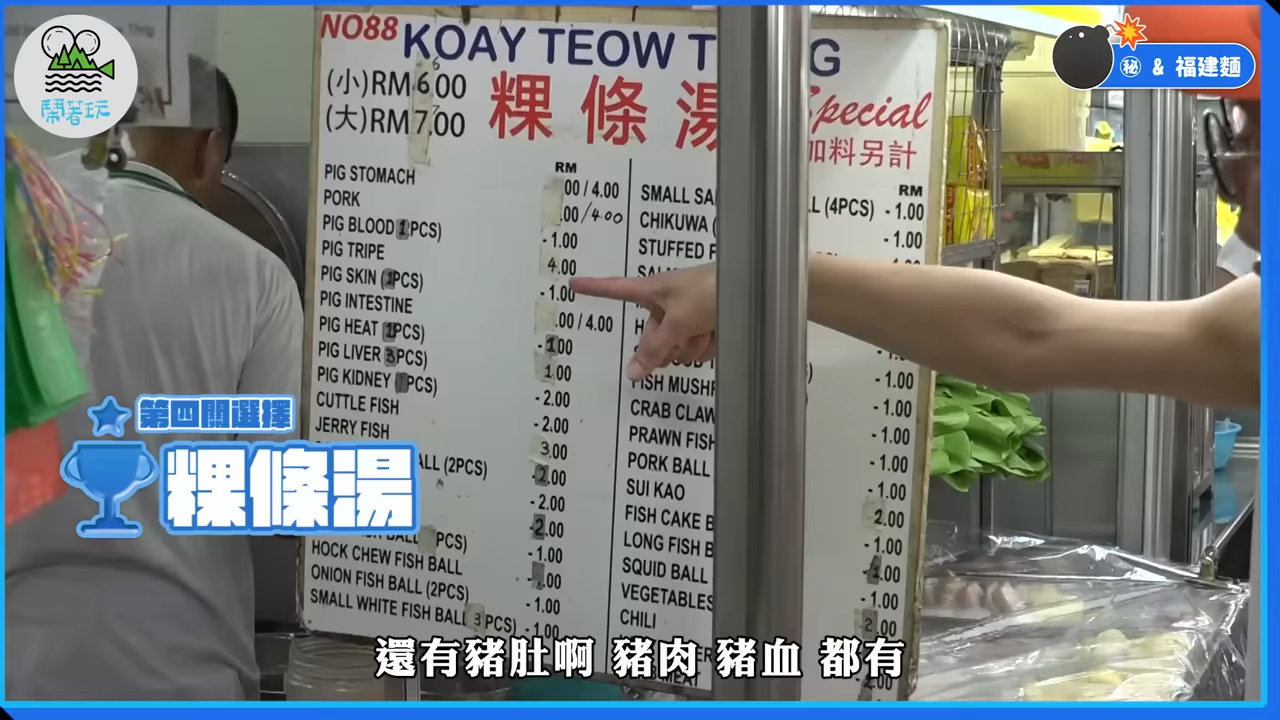 鬧著玩
㊙ & 福建麵
NO88 KOAY TEOW T G
(小)RM6.00
(大)RM7.00
粿條湯
Special
加料另計
RM
PIG STOMACH .00 / 4.00
PORK .00 / 4.00
PIG BLOOD 1PCS) - 1.00
PIG TRIPE 4.00
PIG SKIN (1PCS) - 1.00
PIG INTESTINE .00 / 4.00
PIG HEAT 1PCS) - 1.00
PIG LIVER 3PCS) 1.00
PIG KIDNEY PCS) - 2.00
CUTTLE FISH - 2.00
JERRY FISH 3.00
ALL (2PCS) 2.00
- 2.00
- 2.00
BALL PCS) - 1.00
HOCK CHEW FISH BALL .00
ONION FISH BALL (2PCS) - 1.00
SMALL WHITE FISH BALL 3PCS) - 1.00
RM
SMALL SA L (4PCS) - 1.00
CHIKUWA ( - 1.00
STUFFED F
FISH MUSHR - 1.00
CRAB CLAW - 1.00
PRAWN FISH - 1.00
PORK BALL - 1.00
SUI KAO - 1.00
FISH CAKE B 2.00
LONG FISH B - 1.00
SQUID BALL .00
VEGETABLES - 1.00
CHILI 2.00
第四關選擇
粿條湯
還有豬肚啊 豬肉 豬血 都有